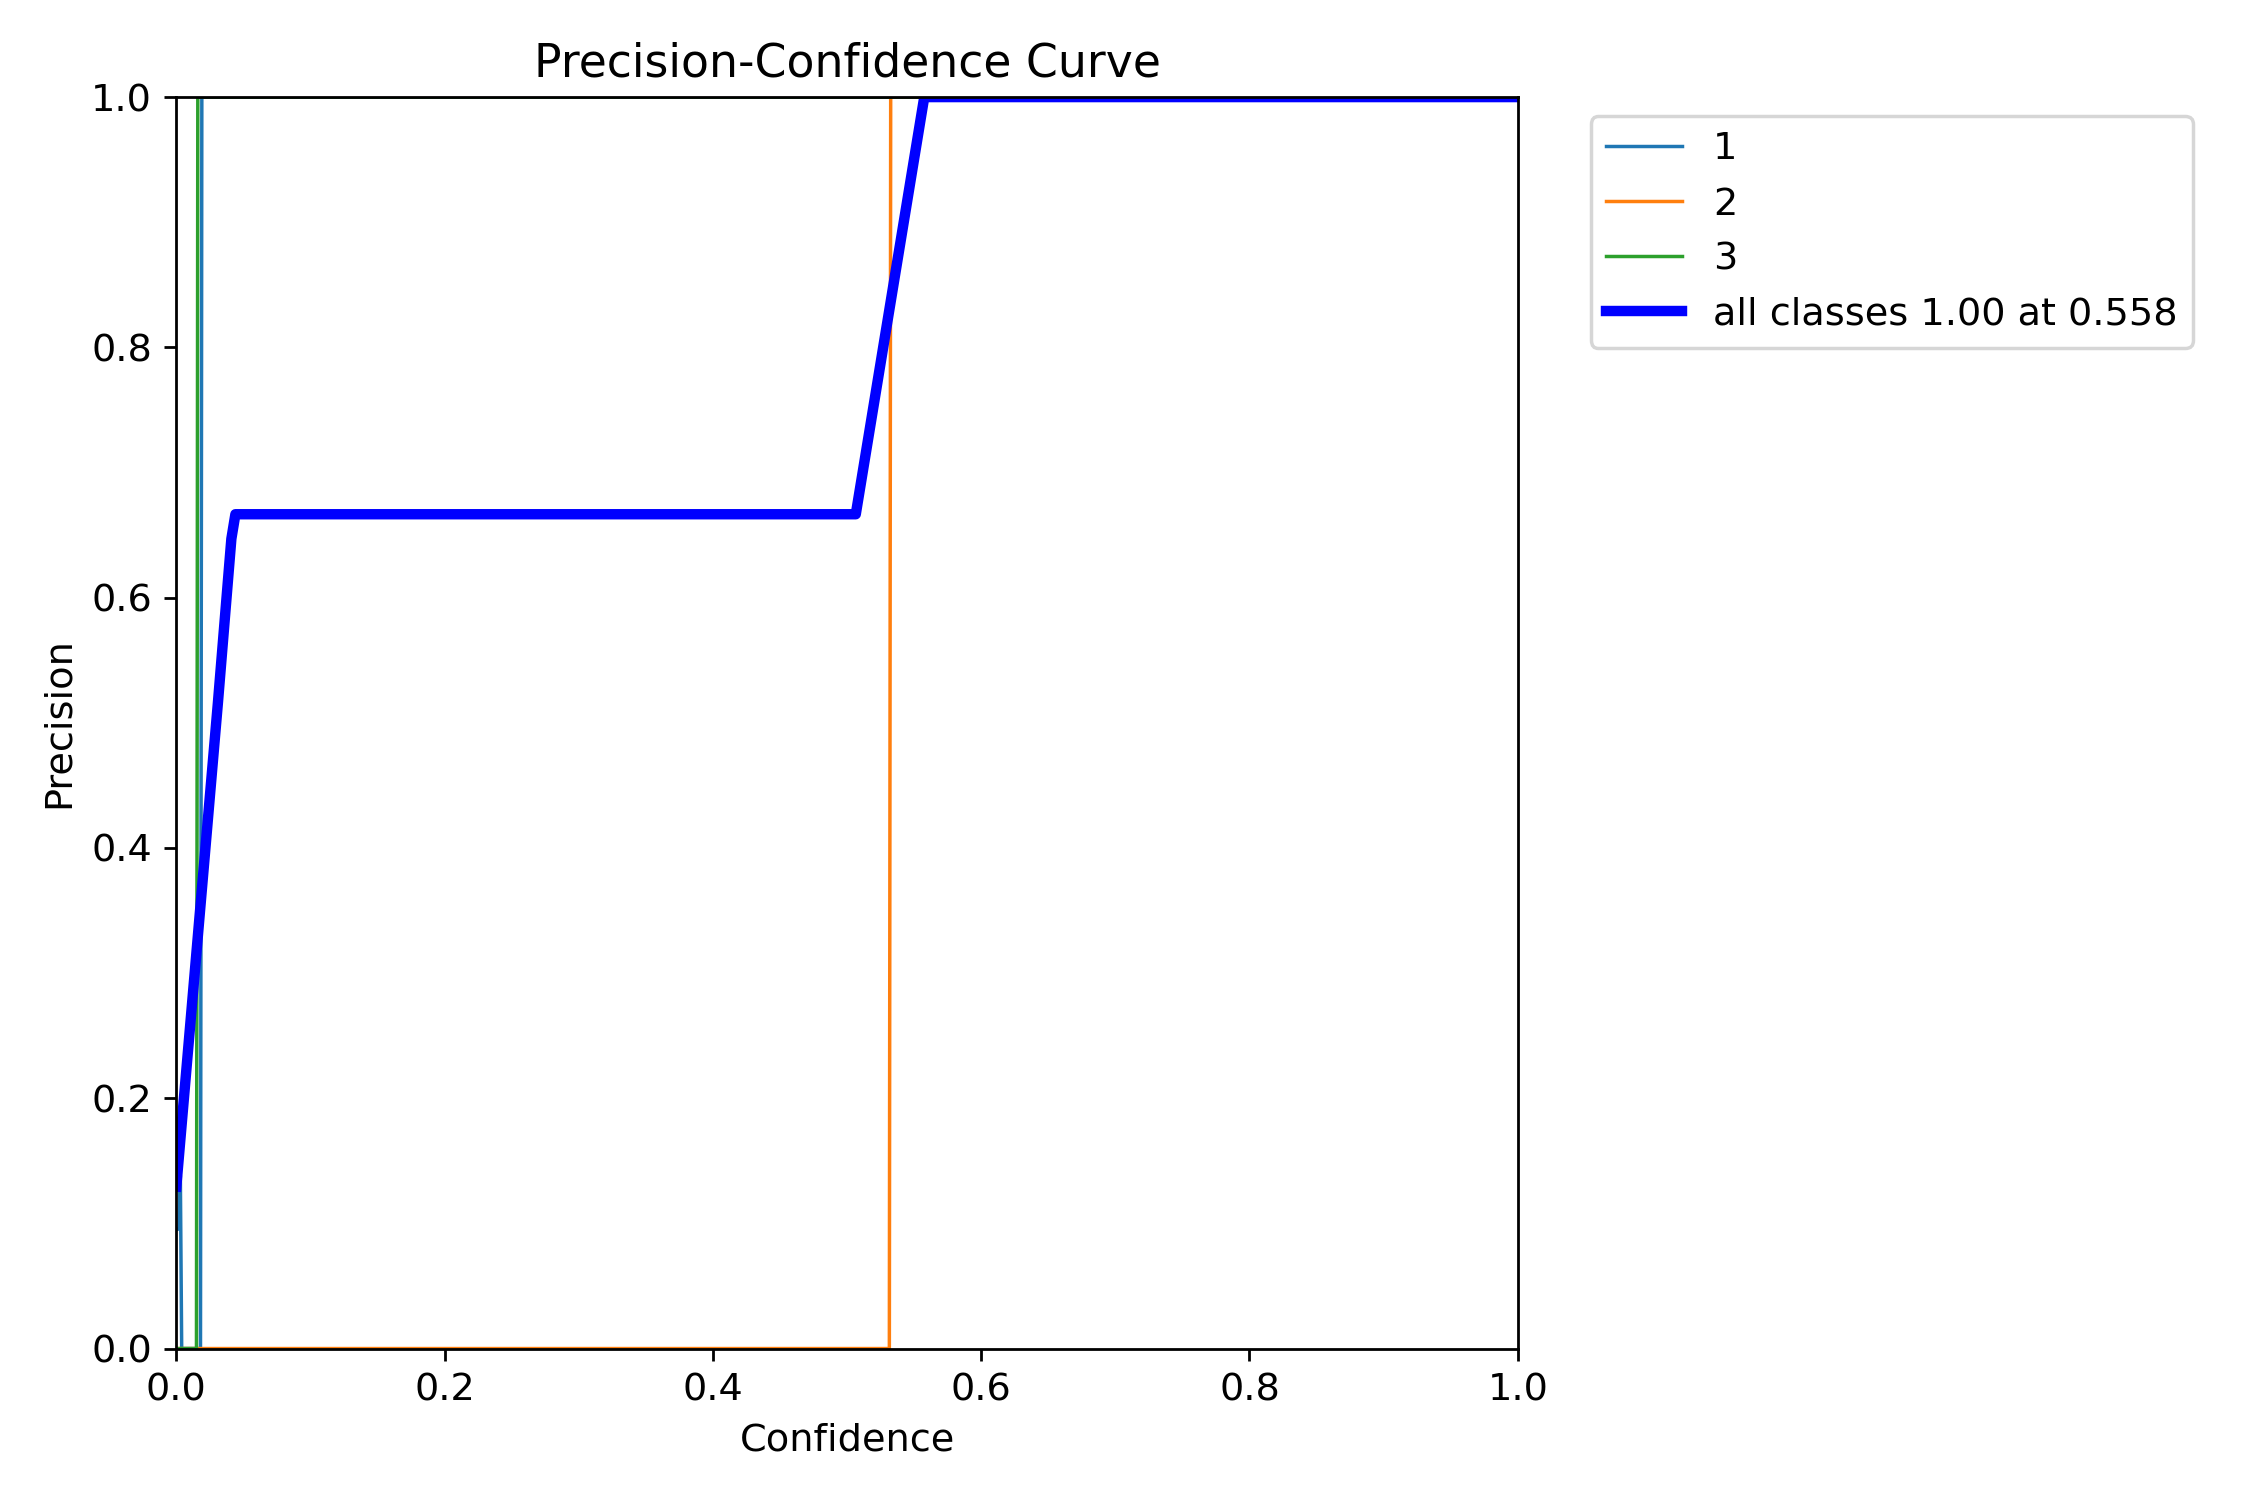 Precision-Confidence Curve
1.0
0.8
0.6
0.4
0.2
0.0
Precision
0.0 0.2 0.4 0.6 0.8 1.0
Confidence
1
2
3
all classes 1.00 at 0.558